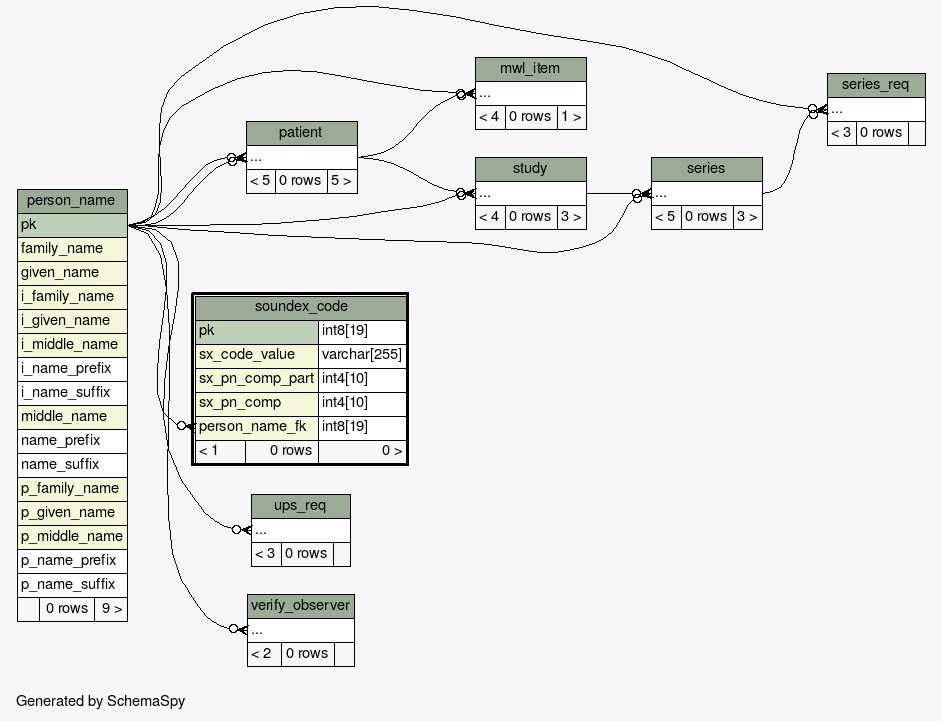 mwl_item
...
< 4 0 rows 1 >
series_req
...
< 3 0 rows
patient
...
< 5 0 rows 5 >
study
...
< 4 0 rows 3 >
series
...
< 5 0 rows 3 >
person_name
pk
family_name
given_name
i_family_name
i_given_name
i_middle_name
i_name_prefix
i_name_suffix
middle_name
name_prefix
name_suffix
p_family_name
p_given_name
p_middle_name
p_name_prefix
p_name_suffix
0 rows 9 >
soundex_code
pk int8[19]
sx_code_value varchar[255]
sx_pn_comp_part int4[10]
sx_pn_comp int4[10]
person_name_fk int8[19]
< 1 0 rows 0 >
ups_req
...
< 3 0 rows
verify_observer
...
< 2 0 rows
Generated by SchemaSpy